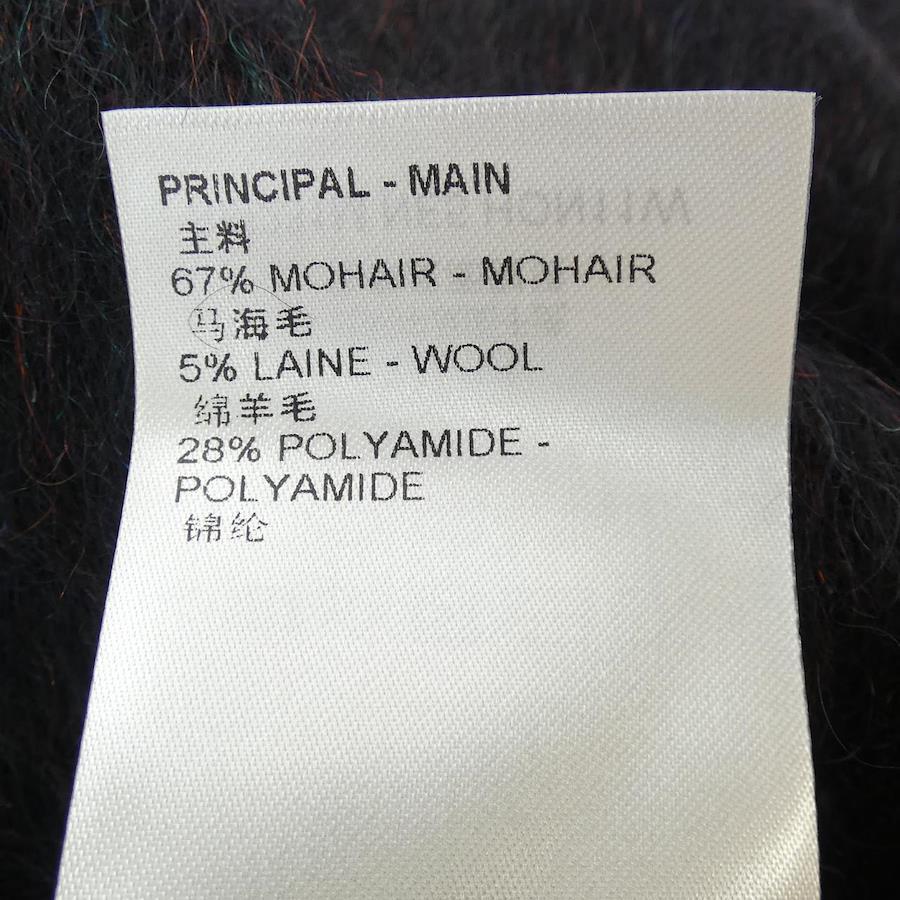 PRINCIPAL - MAIN
主料
67% MOHAIR - MOHAIR
马海毛
5% LAINE - WOOL
绵羊毛
28% POLYAMIDE -
POLYAMIDE
锦纶